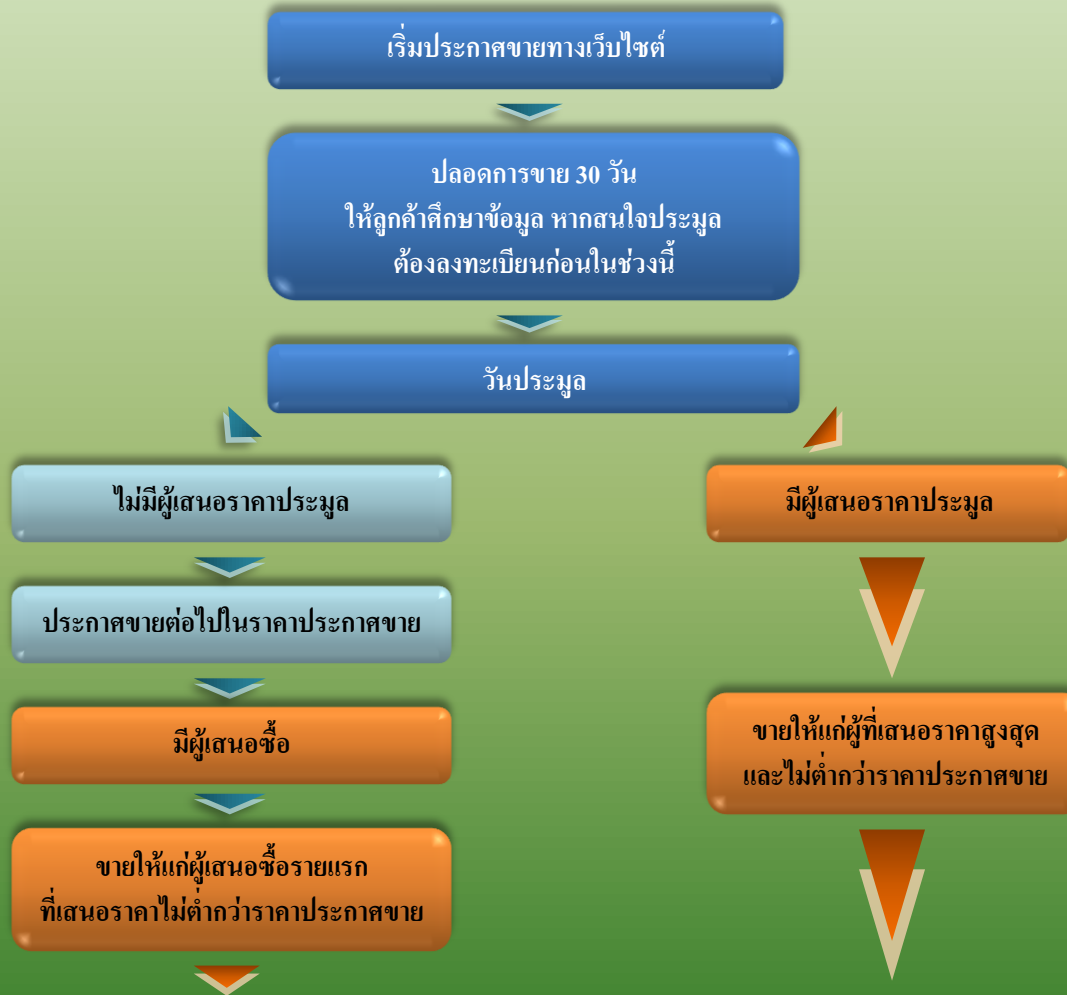 เริ่มประกาศขายทางเว็บไซต์
ปลอดการขาย 30 วัน
ให้ลูกค้าศึกษาข้อมูล หากสนใจประมูล
ต้องลงทะเบียนก่อนในช่วงนี้
วันประมูล
ไม่มีผู้เสนอราคาประมูล
มีผู้เสนอราคาประมูล
ประกาศขายต่อไปในราคาประกาศขาย
มีผู้เสนอซื้อ
ขายให้แก่ผู้ที่เสนอราคาสูงสุด
และไม่ต่ำกว่าราคาประกาศขาย
ขายให้แก่ผู้เสนอซื้อรายแรก
ที่เสนอราคาไม่ต่ำกว่าราคาประกาศขาย